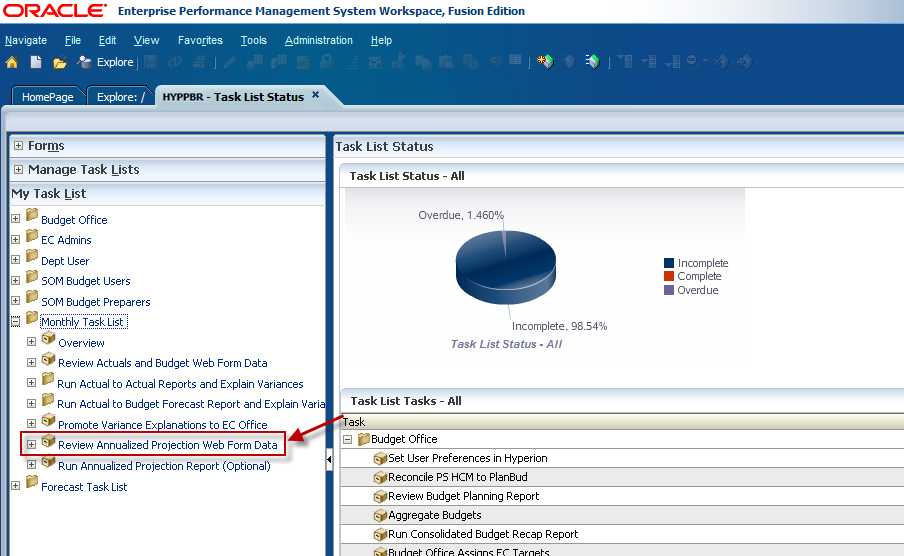 ORACLE Enterprise Performance Management System Workspace, Fusion Edition
Navigate File Edit View Favorites Tools Administration Help
Explore
HomePage Explore: / HYPPBR - Task List Status
Forms
Manage Task Lists
My Task List
Budget Office
EC Admins
Dept User
SOM Budget Users
SOM Budget Preparers
Monthly Task List
Overview
Review Actuals and Budget Web Form Data
Run Actual to Actual Reports and Explain Variances
Run Actual to Budget Forecast Report and Explain Varia
Promote Variance Explanations to EC Office
Review Annualized Projection Web Form Data
Run Annualized Projection Report (Optional)
Forecast Task List
Task List Status
Task List Status - All
Overdue, 1.460%
Incomplete, 98.54%
Task List Status - All
Incomplete
Complete
Overdue
Task List Tasks - All
Task
Budget Office
Set User Preferences in Hyperion
Reconcile PS HCM to PlanBud
Review Budget Planning Report
Aggregate Budgets
Run Consolidated Budget Recap Report
Budget Office Assigns EC Targets